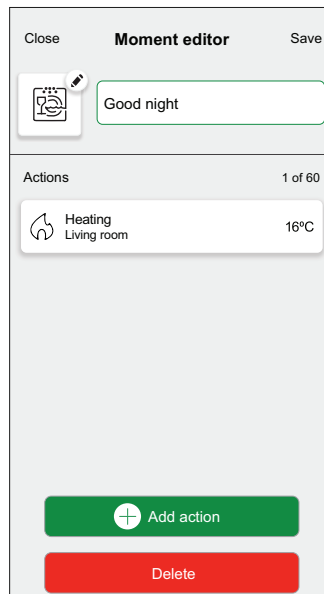 Close Moment editor Save
Good night
Actions 1 of 60
Heating
Living room
16ºC
Add action
Delete